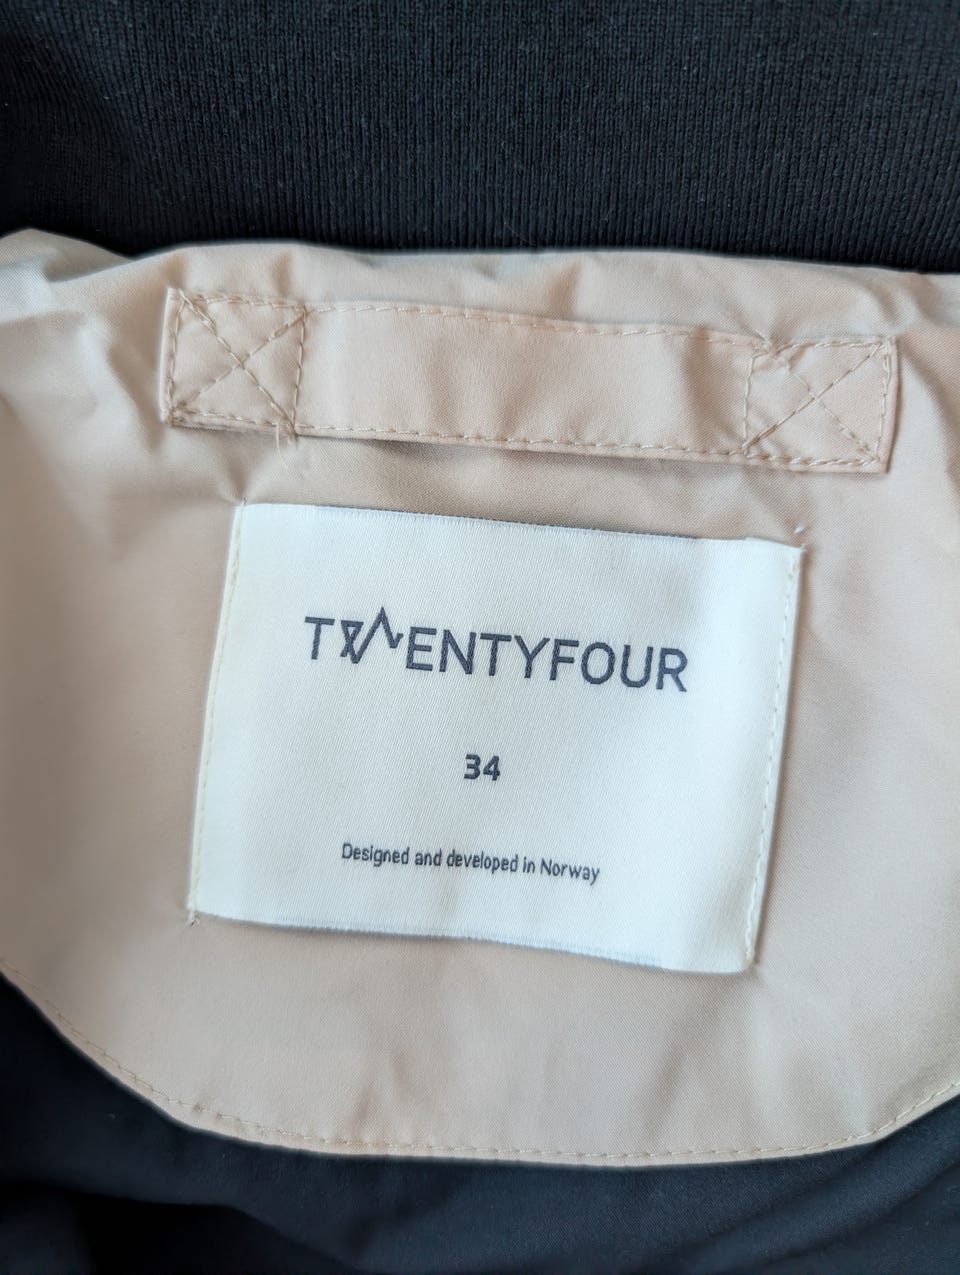 TWENTYFOUR
34
Designed and developed in Norway